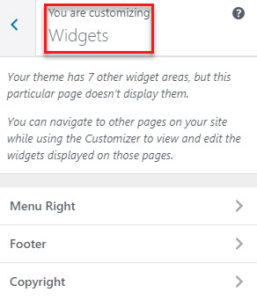 You are customizing
Widgets
Your theme has 7 other widget areas, but this
particular page doesn't display them.
You can navigate to other pages on your site
while using the Customizer to view and edit the
widgets displayed on those pages.
Menu Right
Footer
Copyright